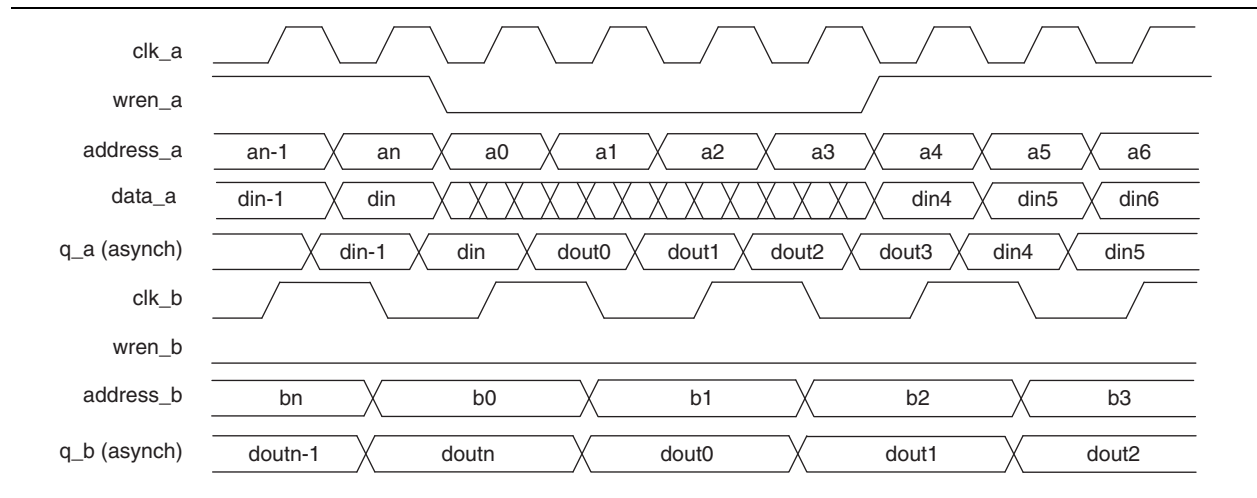 clk_a
wren_a
address_a an-1 an a0 a1 a2 a3 a4 a5 a6
data_a din-1 din din4 din5 din6
q_a (asynch) din-1 din dout0 dout1 dout2 dout3 din4 din5
clk_b
wren_b
address_b bn b0 b1 b2 b3
q_b (asynch) doutn-1 doutn dout0 dout1 dout2